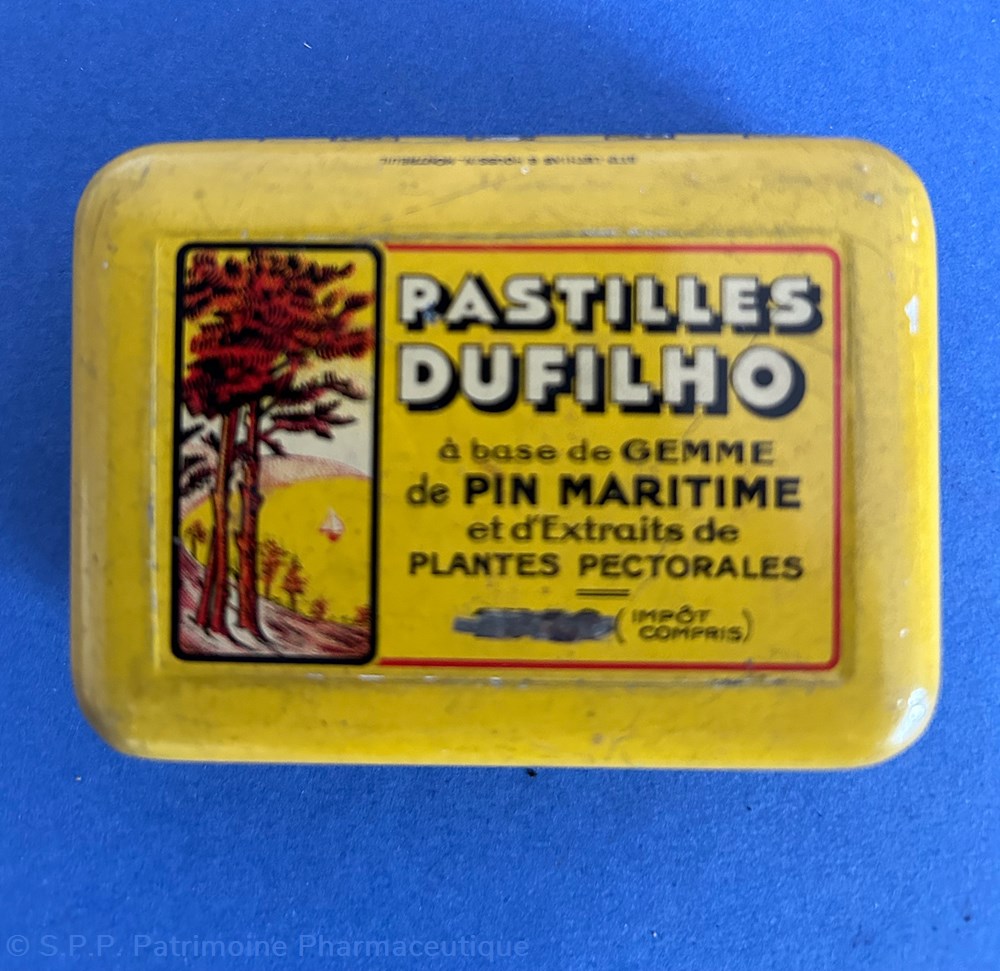 PASTILLES
DUFILHO
à base de GEMME
de PIN MARITIME
et d'Extraits de
PLANTES PECTORALES
(IMPÔT
COMPRIS)
© S.P.P. Patrimoine Pharmaceutique